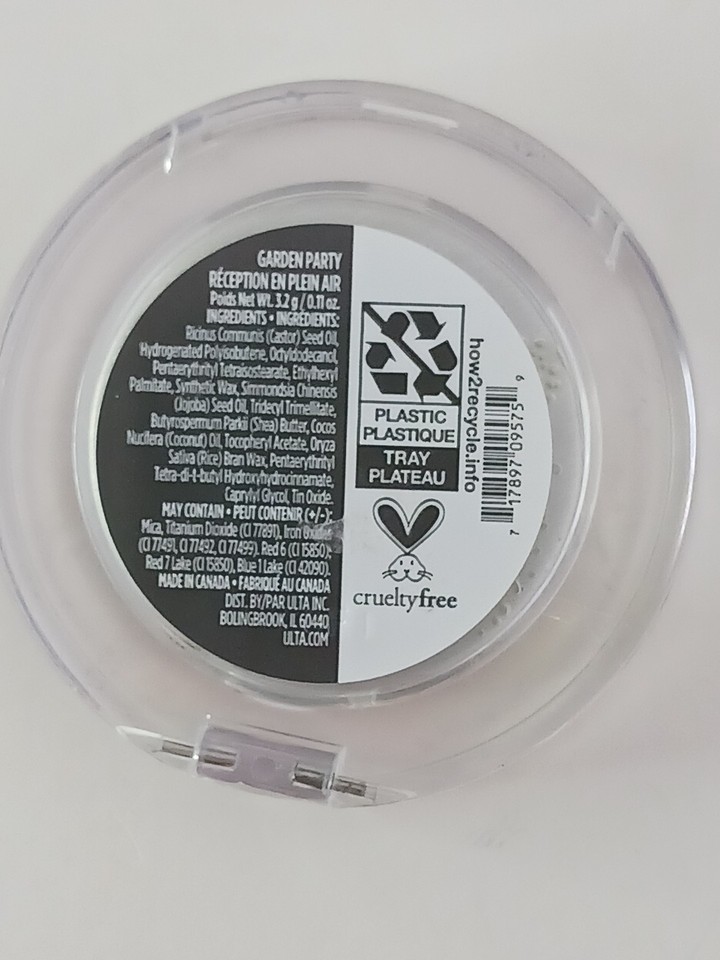 GARDEN PARTY
RÉCEPTION EN PLEIN AIR
Poids Net Wt. 3.2 g / 0.11 oz.
INGREDIENTS • INGRÉDIENTS:
Ricinus Communis (Castor) Seed Oil,
Hydrogenated Polyisobutene, Octyldodecanol,
Pentaerythrityl Tetraisostearate, Ethylhexyl
Palmitate, Synthetic Wax, Simmondsia Chinensis
(Jojoba) Seed Oil, Tridecyl Trimellitate,
Butyrospermum Parkii (Shea) Butter, Cocos
Nucifera (Coconut) Oil, Tocopheryl Acetate, Oryza
Sativa (Rice) Bran Wax, Pentaerythrityl
Tetra-di-t-butyl Hydroxyhydrocinnamate,
Caprylyl Glycol, Tin Oxide.
MAY CONTAIN • PEUT CONTENIR (+/-):
Mica, Titanium Dioxide (CI 77891), Iron Oxides
(CI 77491, CI 77492, CI 77499). Red 6 (CI 15850),
Red 7 Lake (CI 15850), Blue 1 Lake (CI 42090).
MADE IN CANADA • FABRIQUÉ AU CANADA
DIST. BY/PAR ULTA INC.
BOLINGBROOK, IL 60440
ULTA.COM
PLASTIC
PLASTIQUE
TRAY
PLATEAU
how2recycle.info
crueltyfree
7 17897 09575 9